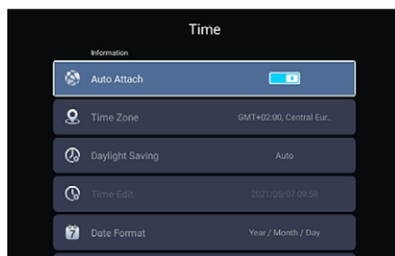 Time
Information
Auto Attach
Time Zone GMT+02:00, Central Eur..
Daylight Saving Auto
Time Edit 2021/05/07 09:58
Date Format Year / Month / Day